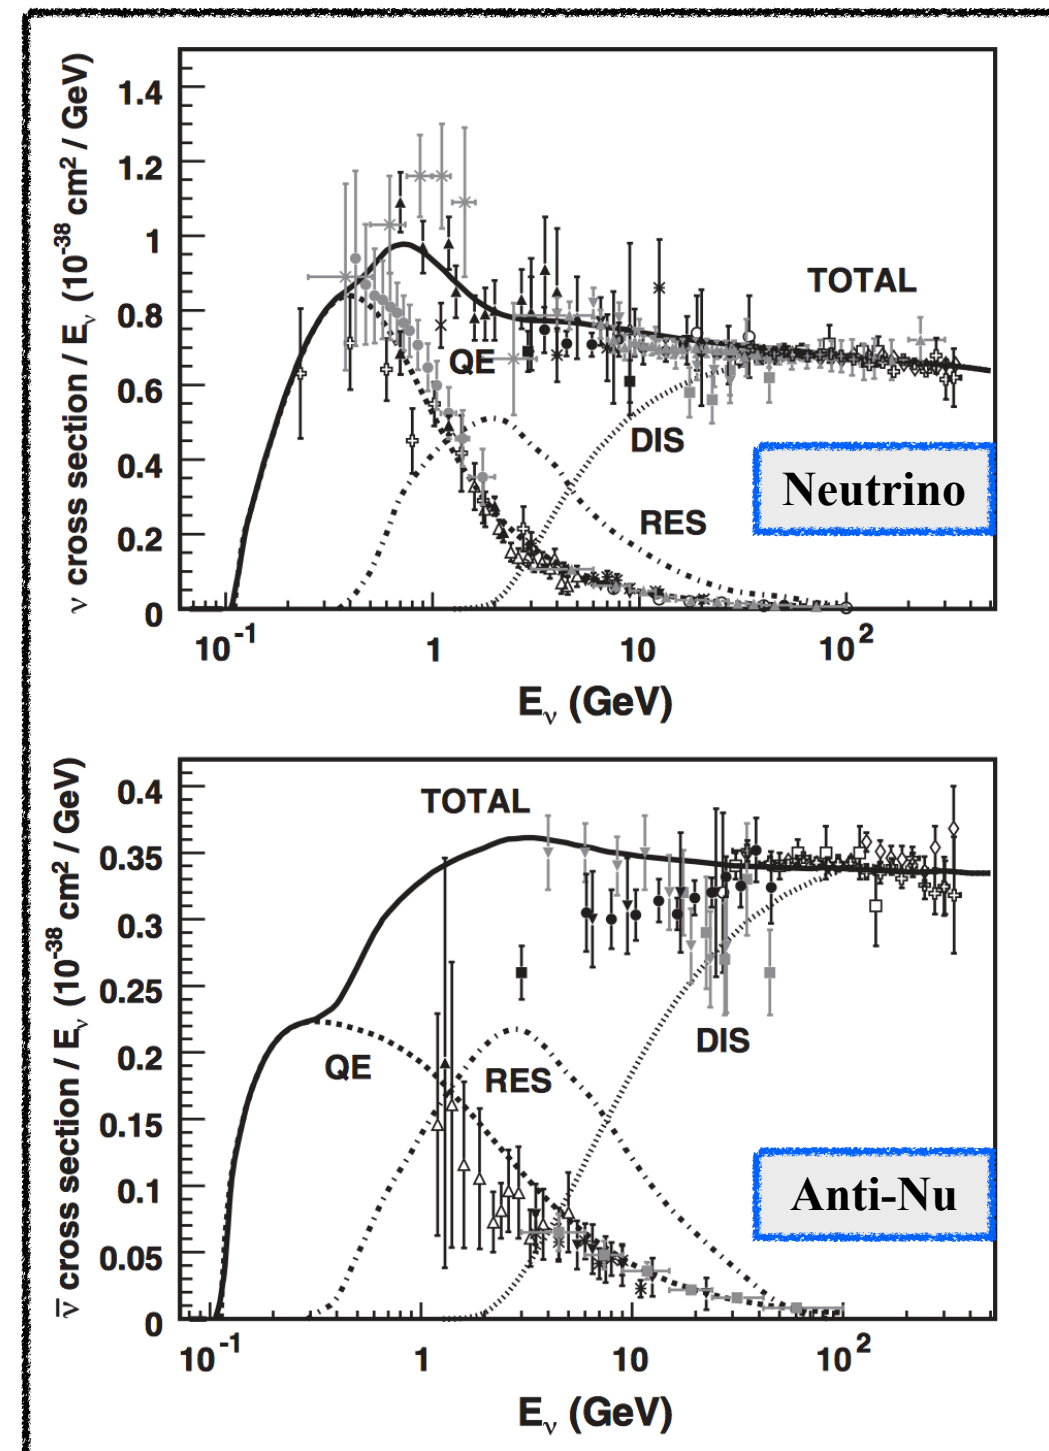 ν cross section / Eν (10⁻³⁸ cm² / GeV)
1.4
1.2
1
0.8
0.6
0.4
0.2
0
TOTAL
QE
DIS
RES
Neutrino
10⁻¹ 1 10 10²
Eν (GeV)
ν̅ cross section / Eν (10⁻³⁸ cm² / GeV)
0.4
0.35
0.3
0.25
0.2
0.15
0.1
0.05
0
TOTAL
QE
RES
DIS
Anti-Nu
10⁻¹ 1 10 10²
Eν (GeV)